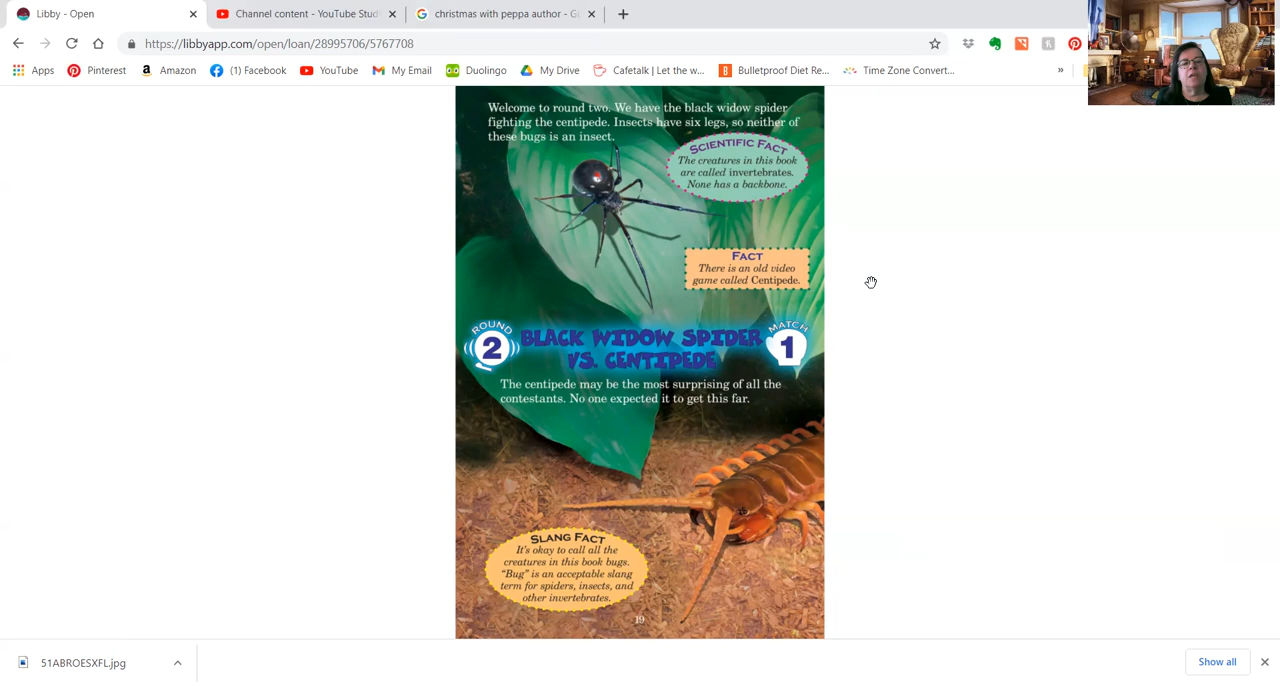 Libby - Open
Channel content - YouTube Stud
christmas with peppa author - Go
https://libbyapp.com/open/loan/28995706/5767708
Apps
Pinterest
Amazon
(1) Facebook
YouTube
My Email
Duolingo
My Drive
Cafetalk | Let the w...
Bulletproof Diet Re...
Time Zone Convert...
»
Welcome to round two. We have the black widow spider
fighting the centipede. Insects have six legs, so neither of
these bugs is an insect.
SCIENTIFIC FACT
The creatures in this book
are called invertebrates.
None has a backbone.
FACT
There is an old video
game called Centipede.
ROUND
2
BLACK WIDOW SPIDER
VS. CENTIPEDE
MATCH
1
The centipede may be the most surprising of all the
contestants. No one expected it to get this far.
SLANG FACT
It's okay to call all the
creatures in this book bugs.
"Bug" is an acceptable slang
term for spiders, insects, and
other invertebrates.
19
51ABROESXFL.jpg
Show all